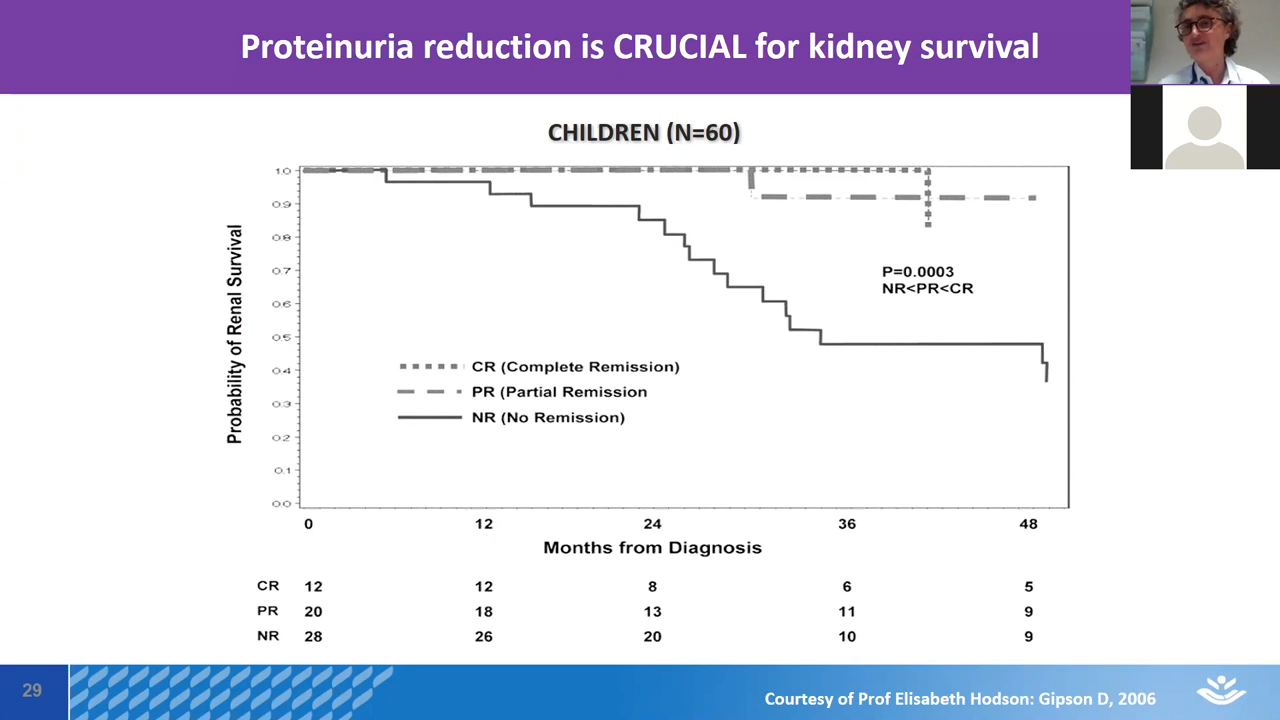 Proteinuria reduction is CRUCIAL for kidney survival
CHILDREN (N=60)
Probability of Renal Survival
1.0
0.9
0.8
0.7
0.6
0.5
0.4
0.3
0.2
0.1
0.0
P=0.0003
NR<PR<CR
CR (Complete Remission)
PR (Partial Remission
NR (No Remission)
0 12 24 36 48
Months from Diagnosis
CR 12 12 8 6 5
PR 20 18 13 11 9
NR 28 26 20 10 9
29
Courtesy of Prof Elisabeth Hodson: Gipson D, 2006